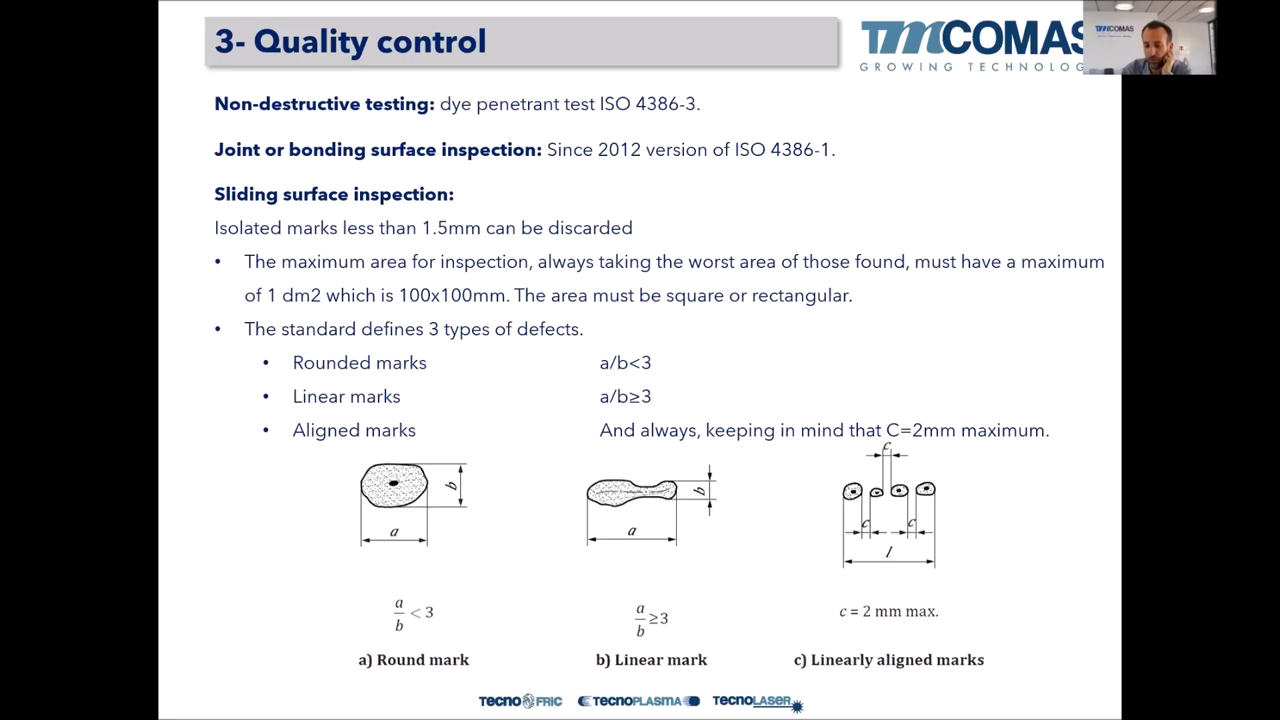 3- Quality control
TMCOMAS
GROWING TECHNOLOG
TMCOMAS
Non-destructive testing: dye penetrant test ISO 4386-3.
Joint or bonding surface inspection: Since 2012 version of ISO 4386-1.
Sliding surface inspection:
Isolated marks less than 1.5mm can be discarded
• The maximum area for inspection, always taking the worst area of those found, must have a maximum
of 1 dm2 which is 100x100mm. The area must be square or rectangular.
• The standard defines 3 types of defects.
• Rounded marks a/b<3
• Linear marks a/b≥3
• Aligned marks And always, keeping in mind that C=2mm maximum.
b
a
b
a
c
c c
l
a/b < 3
a/b ≥3
c = 2 mm max.
a) Round mark
b) Linear mark
c) Linearly aligned marks
TECNOFRIC
TECNOPLASMA
TECNOLASER